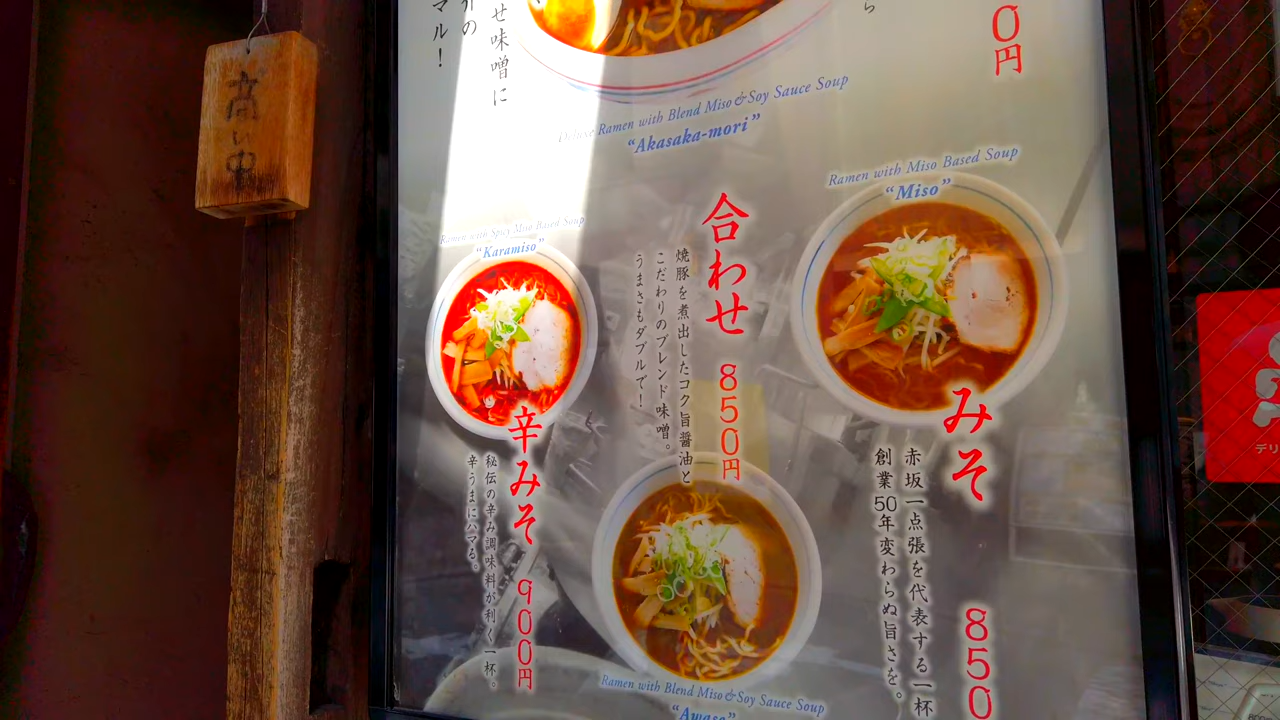 0円
ら
せ味噌に
介の
マル！
Deluxe Ramen with Blend Miso & Soy Sauce Soup
“Akasaka-mori”
Ramen with Miso Based Soup
“Miso”
みそ
850
赤坂一点張を代表する一杯
創業50年変わらぬ旨さを。
合わせ
850円
焼豚を煮出したコク旨醤油と
こだわりのブレンド味噌。
うまさもダブルで！
Ramen with Blend Miso & Soy Sauce Soup
“Awase”
Ramen with Spicy Miso Based Soup
“Karamiso”
辛みそ
900円
秘伝の辛み調味料が利く一杯。
辛うまにハマる。
デリ